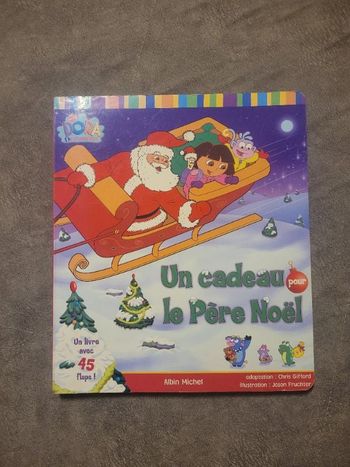 DORA
Un cadeau pour
le Père Noël
Un livre
avec
45
flaps !
Albin Michel
adaptation : Chris Gifford
illustration : Jason Fruchter